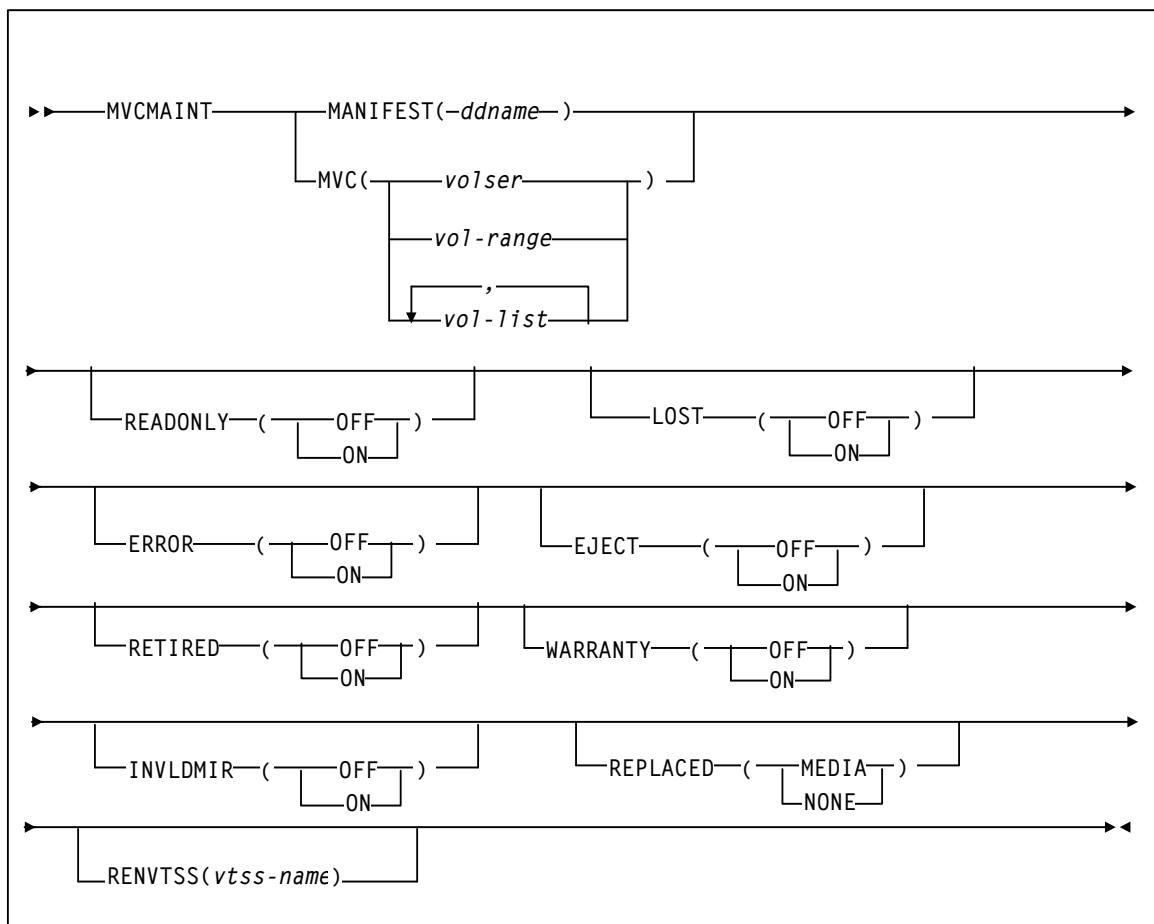 MVCMAINT MANIFEST( ddname )
MVC( volser )
vol-range
,
vol-list
READONLY ( OFF ) LOST ( OFF )
ON ON
ERROR ( OFF ) EJECT ( OFF )
ON ON
RETIRED ( OFF ) WARRANTY ( OFF )
ON ON
INVLDMIR ( OFF ) REPLACED ( MEDIA )
ON NONE
RENVTSS(vtss-name)